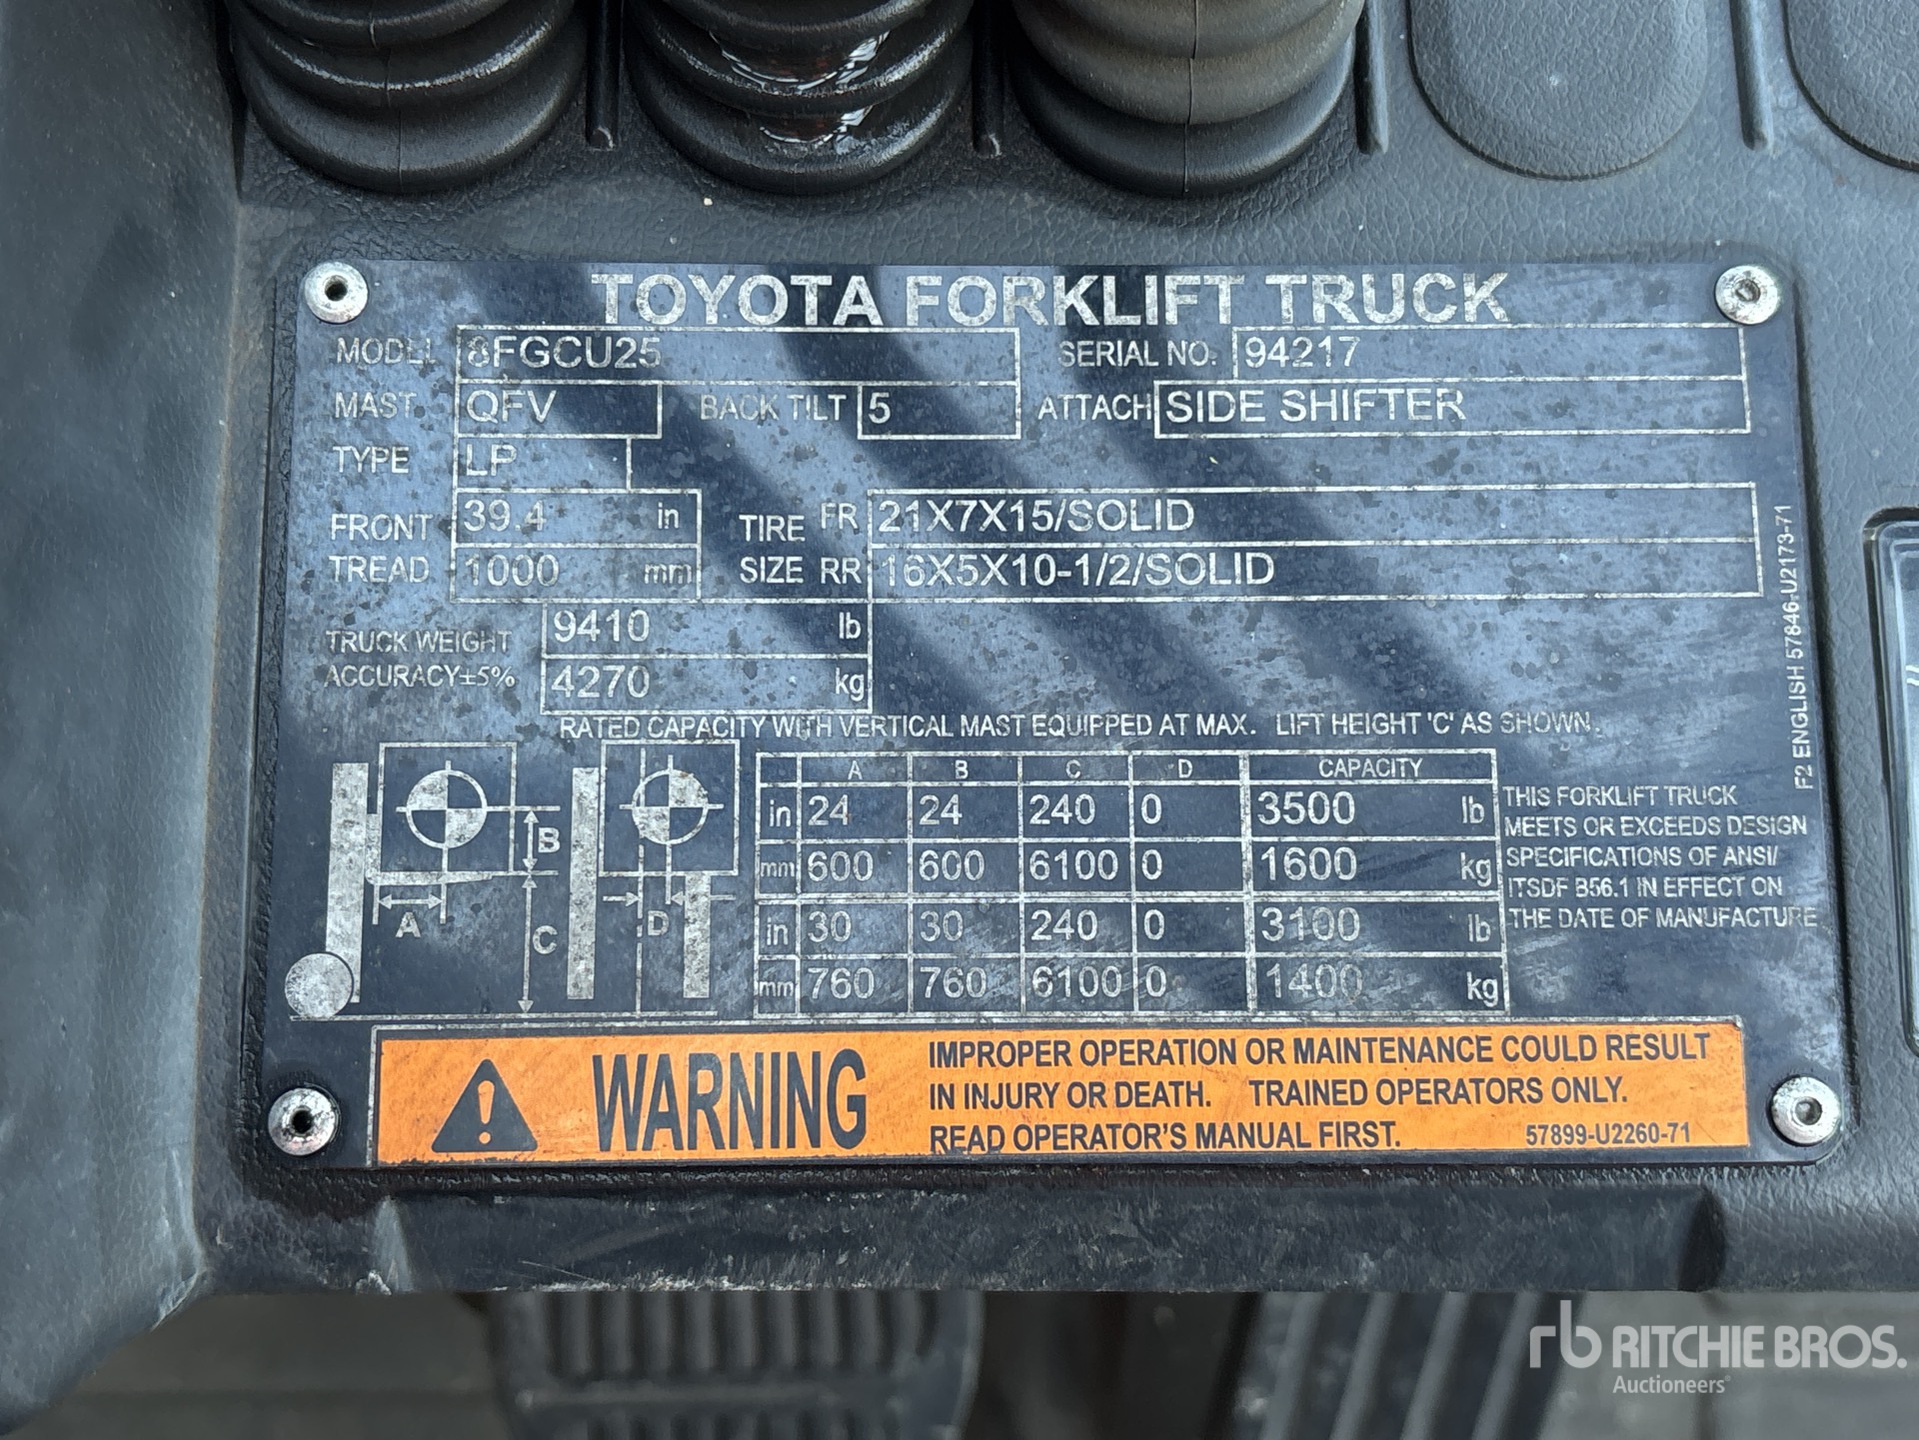 TOYOTA FORKLIFT TRUCK
MODEL 8FGCU25 SERIAL NO. 94217
MAST QFV BACK TILT 5 ATTACH SIDE SHIFTER
TYPE LP
FRONT TREAD 39.4 in TIRE SIZE FR 21X7X15/SOLID
1000 mm RR 16X5X10-1/2/SOLID
TRUCK WEIGHT 9410 lb
ACCURACY±5% 4270 kg
RATED CAPACITY WITH VERTICAL MAST EQUIPPED AT MAX. LIFT HEIGHT 'C' AS SHOWN.
A B C D CAPACITY
in 24 24 240 0 3500 lb
mm 600 600 6100 0 1600 kg
in 30 30 240 0 3100 lb
mm 760 760 6100 0 1400 kg
A B C D
THIS FORKLIFT TRUCK
MEETS OR EXCEEDS DESIGN
SPECIFICATIONS OF ANSI/
ITSDF B56.1 IN EFFECT ON
THE DATE OF MANUFACTURE
F2 ENGLISH 57846-U2173-71
WARNING
IMPROPER OPERATION OR MAINTENANCE COULD RESULT
IN INJURY OR DEATH. TRAINED OPERATORS ONLY.
READ OPERATOR'S MANUAL FIRST. 57899-U2260-71
rb RITCHIE BROS.
Auctioneers